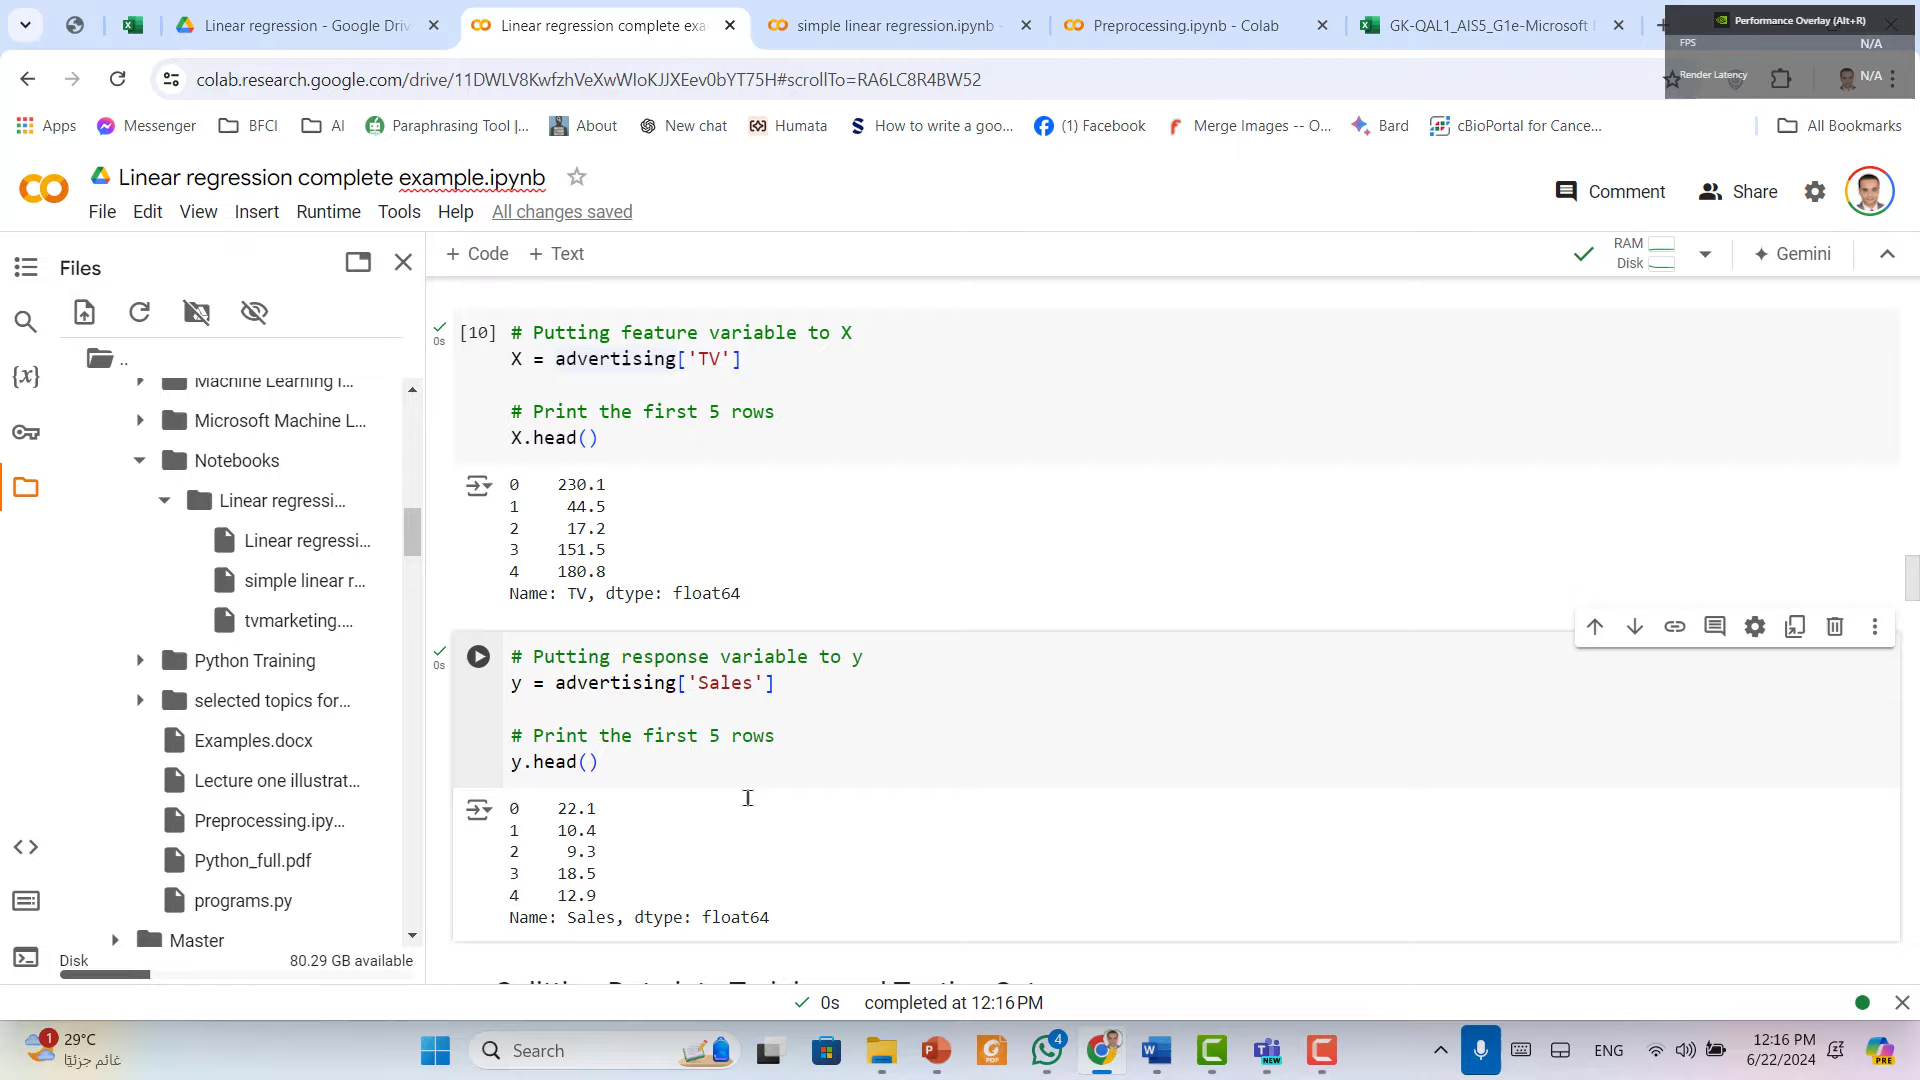 Linear regression - Google Driv
Linear regression complete exa
simple linear regression.ipynb -
Preprocessing.ipynb - Colab
GK-QAL1_AIS5_G1e-Microsoft
Performance Overlay (Alt+R)
FPS N/A
Render Latency N/A
colab.research.google.com/drive/11DWLV8KwfzhVeXwWIoKJJXEev0bYT75H#scrollTo=RA6LC8R4BW52
Apps Messenger BFCI AI Paraphrasing Tool |... About New chat Humata How to write a goo... (1) Facebook Merge Images -- O... Bard cBioPortal for Cance... All Bookmarks
Linear regression complete example.ipynb
Comment Share
File Edit View Insert Runtime Tools Help All changes saved
Files
+ Code + Text
RAM
Disk
Gemini
..
Machine Learning I...
Microsoft Machine L...
Notebooks
Linear regressi...
Linear regressi...
simple linear r...
tvmarketing....
Python Training
selected topics for...
Examples.docx
Lecture one illustrat...
Preprocessing.ipy...
Python_full.pdf
programs.py
Master
Disk 80.29 GB available
0s
[10] # Putting feature variable to X
X = advertising['TV']
# Print the first 5 rows
X.head()
0 230.1
1 44.5
2 17.2
3 151.5
4 180.8
Name: TV, dtype: float64
0s
# Putting response variable to y
y = advertising['Sales']
# Print the first 5 rows
y.head()
0 22.1
1 10.4
2 9.3
3 18.5
4 12.9
Name: Sales, dtype: float64
0s completed at 12:16 PM
1
29°C
غائم جزئيًا
Search
4
NEW
ENG
12:16 PM
6/22/2024
PRE